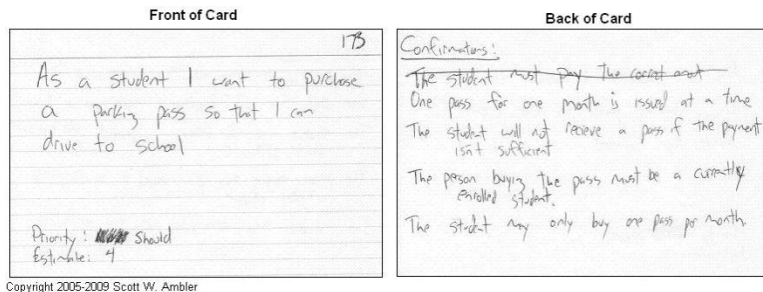 Front of Card
173
As a student I want to purchase
a parking pass so that I can
drive to school
Priority: Should
Estimate: 4
Back of Card
Confirmations:
The student must pay the correct amt
One pass for one month is issued at a time
The student will not recieve a pass if the payment
isn't sufficient
The person buying the pass must be a currently
enrolled student.
The student may only buy one pass per month.
Copyright 2005-2009 Scott W. Ambler